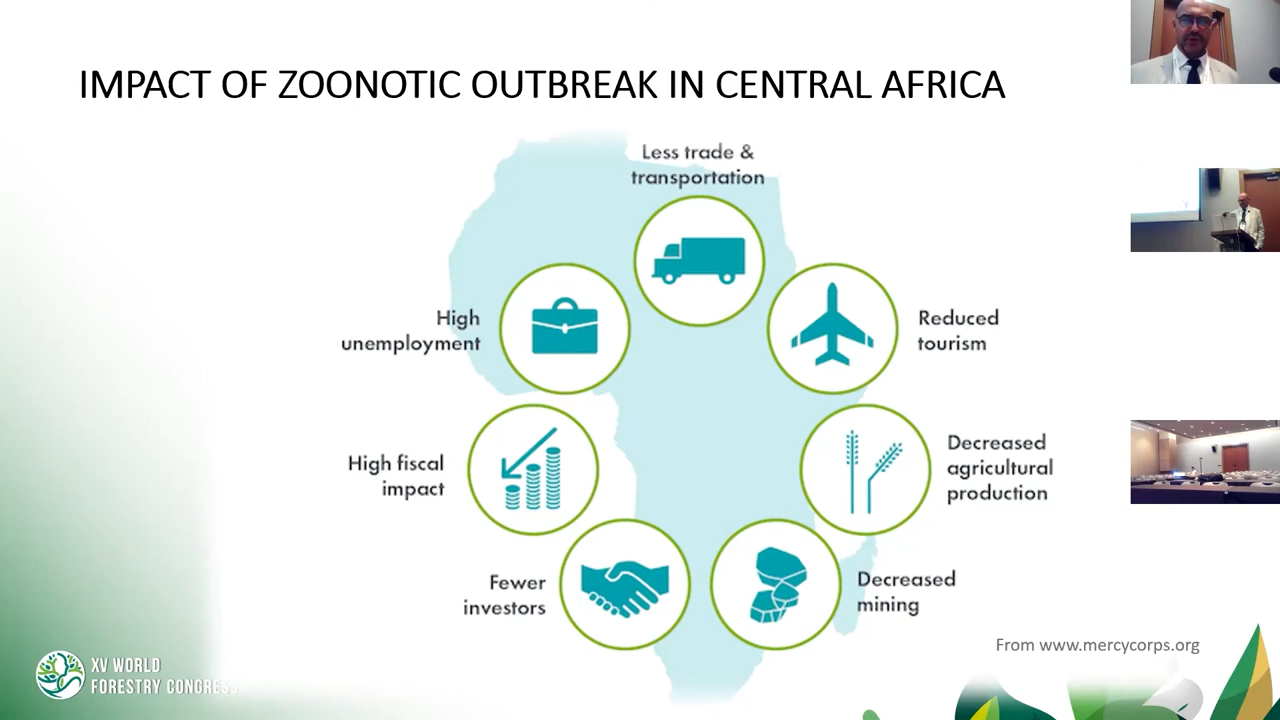 IMPACT OF ZOONOTIC OUTBREAK IN CENTRAL AFRICA
Less trade &
transportation
High
unemployment
Reduced
tourism
High fiscal
impact
Decreased
agricultural
production
Fewer
investors
Decreased
mining
From www.mercycorps.org
XV WORLD
FORESTRY CONGRESS